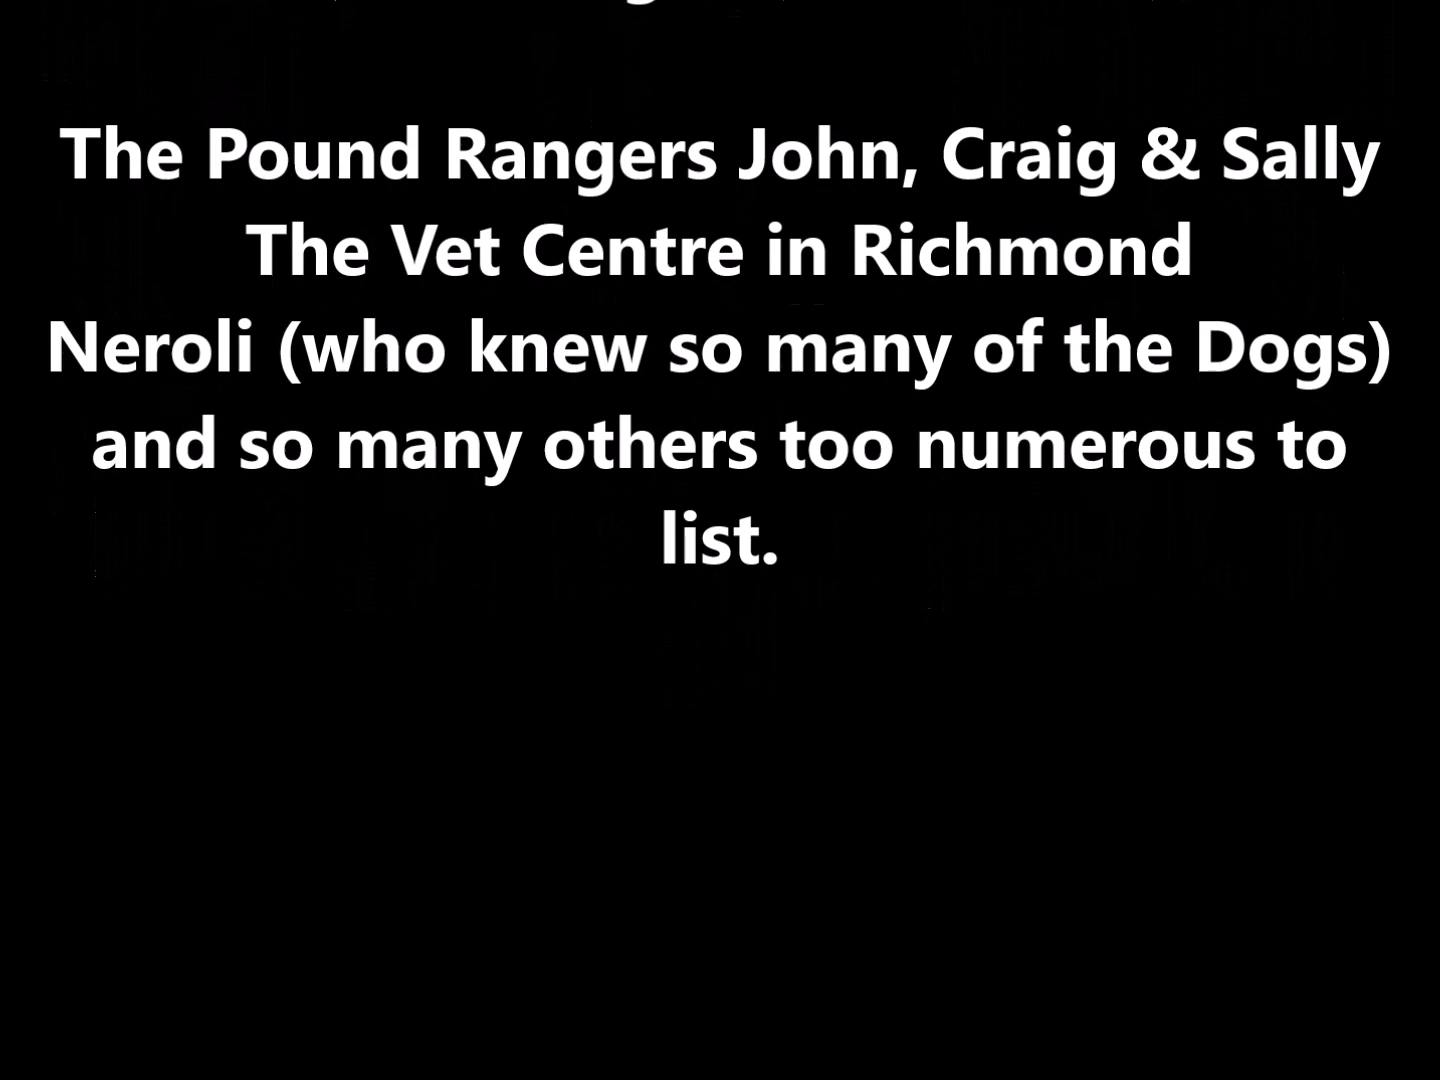 The Pound Rangers John, Craig & Sally
The Vet Centre in Richmond
Neroli (who knew so many of the Dogs)
and so many others too numerous to
list.